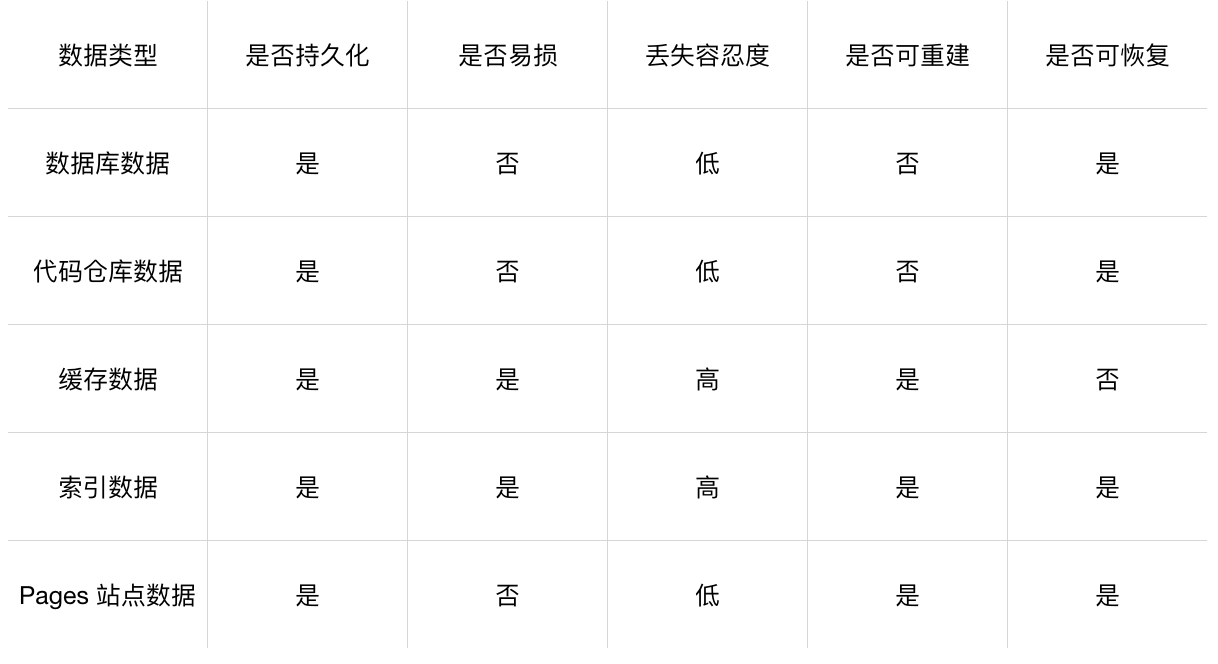 数据类型 是否持久化 是否易损 丢失容忍度 是否可重建 是否可恢复
数据库数据 是 否 低 否 是
代码仓库数据 是 否 低 否 是
缓存数据 是 是 高 是 否
索引数据 是 是 高 是 是
Pages 站点数据 是 否 低 是 是